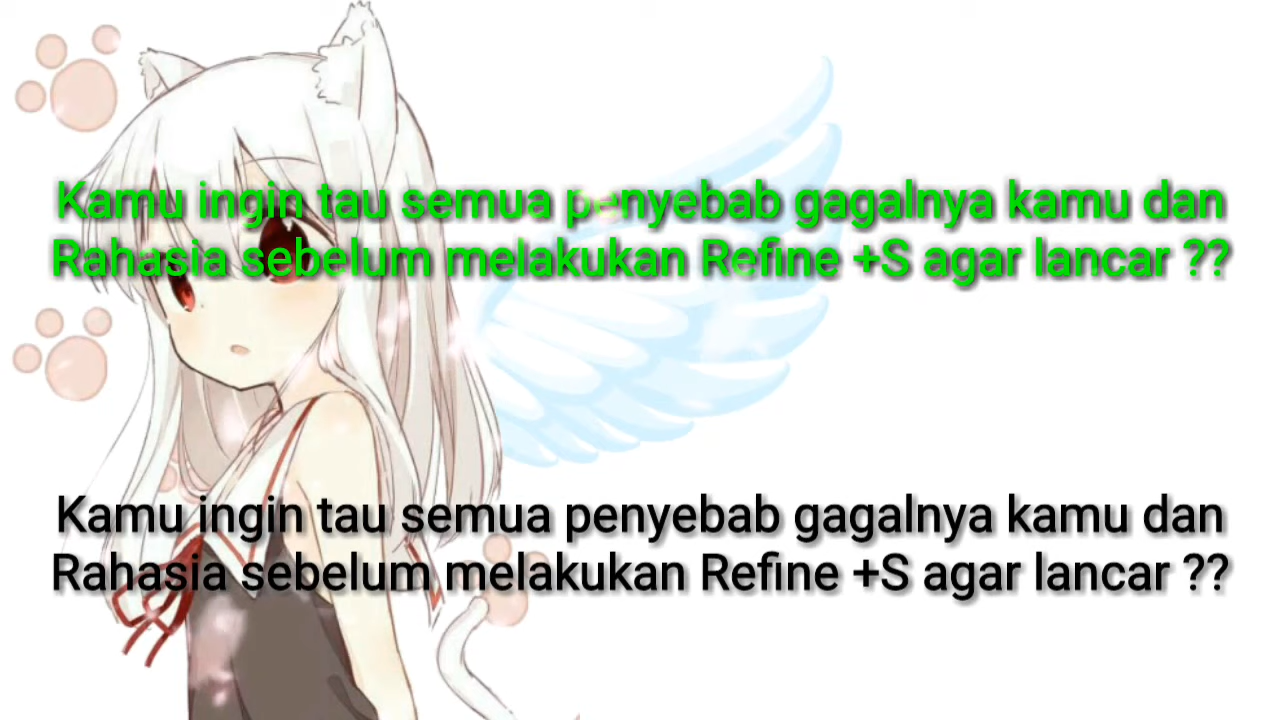 Kamu ingin tau semua penyebab gagalnya kamu dan
Rahasia sebelum melakukan Refine +S agar lancar ??
Kamu ingin tau semua penyebab gagalnya kamu dan
Rahasia sebelum melakukan Refine +S agar lancar ??